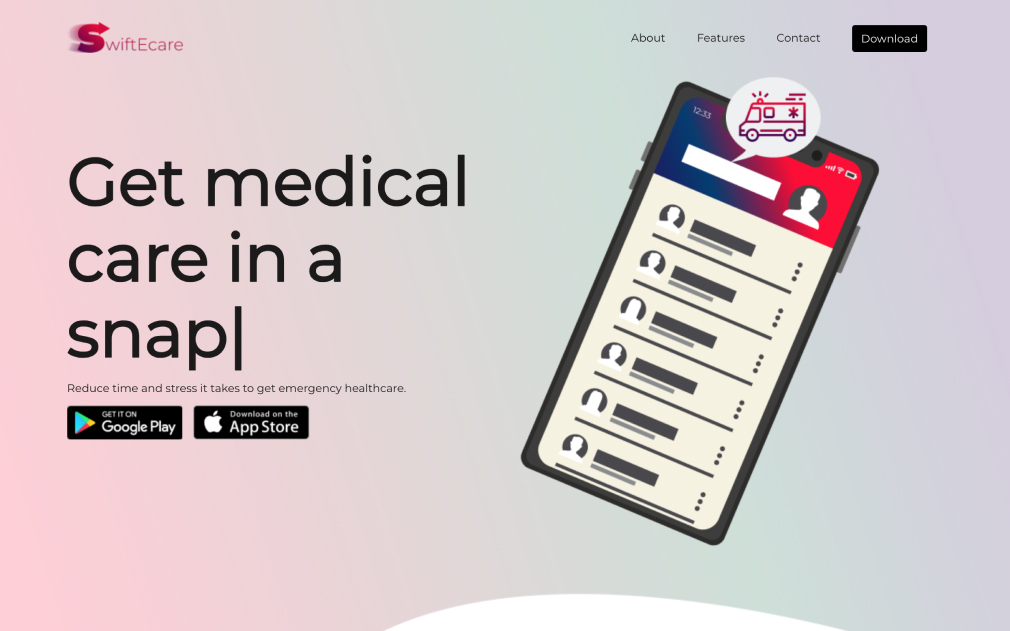 SwiftEcare
About
Features
Contact
Download
12:33
Get medical
care in a
snap|
Reduce time and stress it takes to get emergency healthcare.
GET IT ON
Google Play
Download on the
App Store